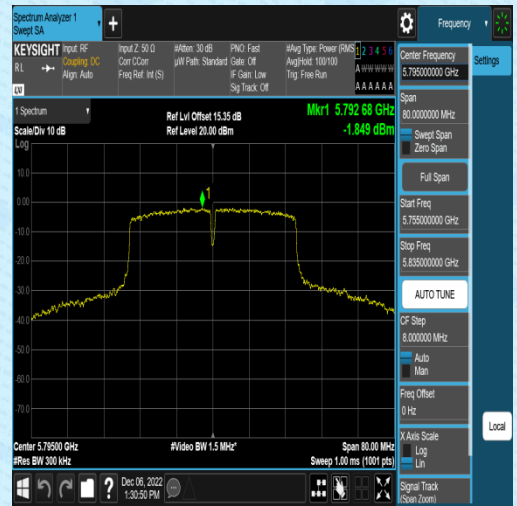 Spectrum Analyzer 1
Swept SA
Frequency
KEYSIGHT
RL
LXI
Input: RF
Coupling: DC
Align: Auto
Input Z: 50 Ω
Corr CCorr
Freq Ref: Int (S)
#Atten: 30 dB
µW Path: Standard
PNO: Fast
Gate: Off
IF Gain: Low
Sig Track: Off
#Avg Type: Power (RMS
Avg|Hold: 100/100
Trig: Free Run
1 2 3 4 5 6
A W W W W W
A A A A A A
1 Spectrum
Scale/Div 10 dB
Log
Ref Lvl Offset 15.35 dB
Ref Level 20.00 dBm
Mkr1 5.792 68 GHz
-1.849 dBm
10.0
0.00
-10.0
-20.0
-30.0
-40.0
-50.0
-60.0
-70.0
1
Center 5.79500 GHz
#Res BW 300 kHz
#Video BW 1.5 MHz*
Span 80.00 MHz
Sweep 1.00 ms (1001 pts)
Dec 06, 2022
1:30:50 PM
Center Frequency
5.795000000 GHz
Span
80.0000000 MHz
Swept Span
Zero Span
Full Span
Start Freq
5.755000000 GHz
Stop Freq
5.835000000 GHz
AUTO TUNE
CF Step
8.000000 MHz
Auto
Man
Freq Offset
0 Hz
X Axis Scale
Log
Lin
Signal Track
(Span Zoom)
Settings
Local